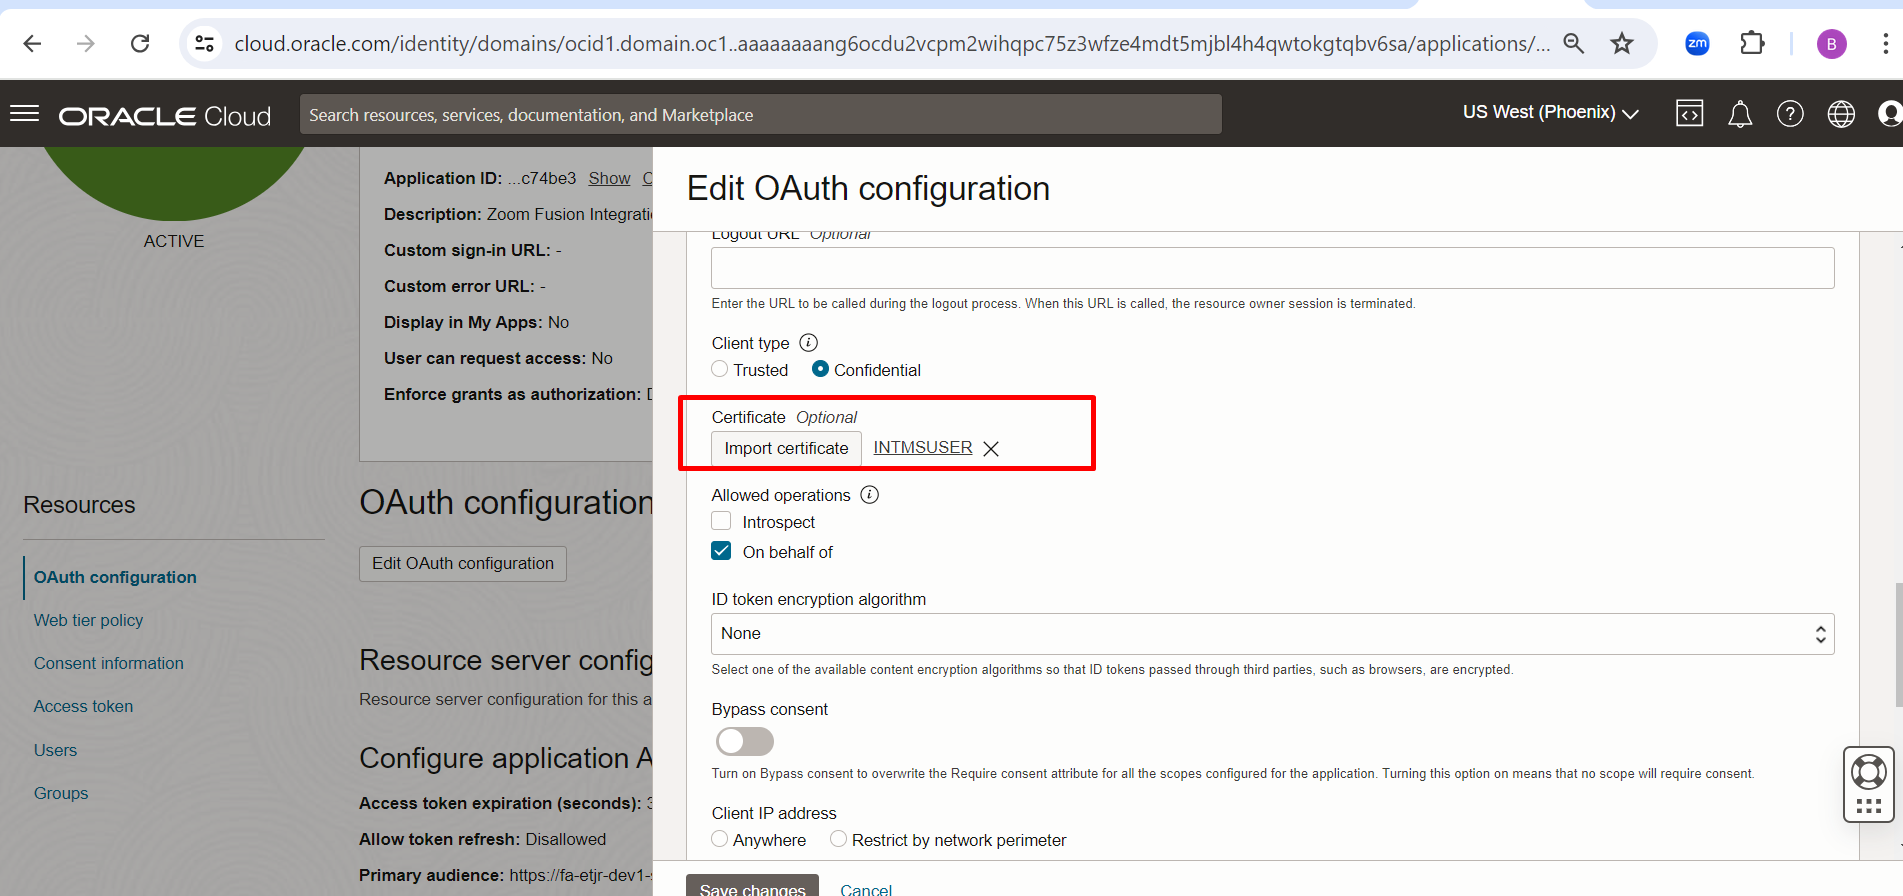 cloud.oracle.com/identity/domains/ocid1.domain.oc1..aaaaaaaang6ocdu2vcpm2wihqpc75z3wfze4mdt5mjbl4h4qwtokgtqbv6sa/applications/...
zm
B
ORACLE Cloud
Search resources, services, documentation, and Marketplace
US West (Phoenix)
ACTIVE
Application ID: ...c74be3 Show
Description: Zoom Fusion
Custom sign-in URL: -
Custom error URL: -
Display in My Apps: No
User can request access: No
Enforce grants as authorization:
Resources
OAuth configuration
Web tier policy
Consent information
Access token
Users
Groups
OAuth configuration
Edit OAuth configuration
Resource server
Resource server configuration for this
Configure application
Access token expiration (seconds):
Allow token refresh: Disallowed
Primary audience: https://fa-etjr-dev1-
Edit OAuth configuration
Logout URL Optional
Enter the URL to be called during the logout process. When this URL is called, the resource owner session is terminated.
Client type
Trusted
Confidential
Certificate Optional
Import certificate
INTMSUSER
Allowed operations
Introspect
On behalf of
ID token encryption algorithm
None
Select one of the available content encryption algorithms so that ID tokens passed through third parties, such as browsers, are encrypted.
Bypass consent
Turn on Bypass consent to overwrite the Require consent attribute for all the scopes configured for the application. Turning this option on means that no scope will require consent.
Client IP address
Anywhere
Restrict by network perimeter
Save changes
Cancel